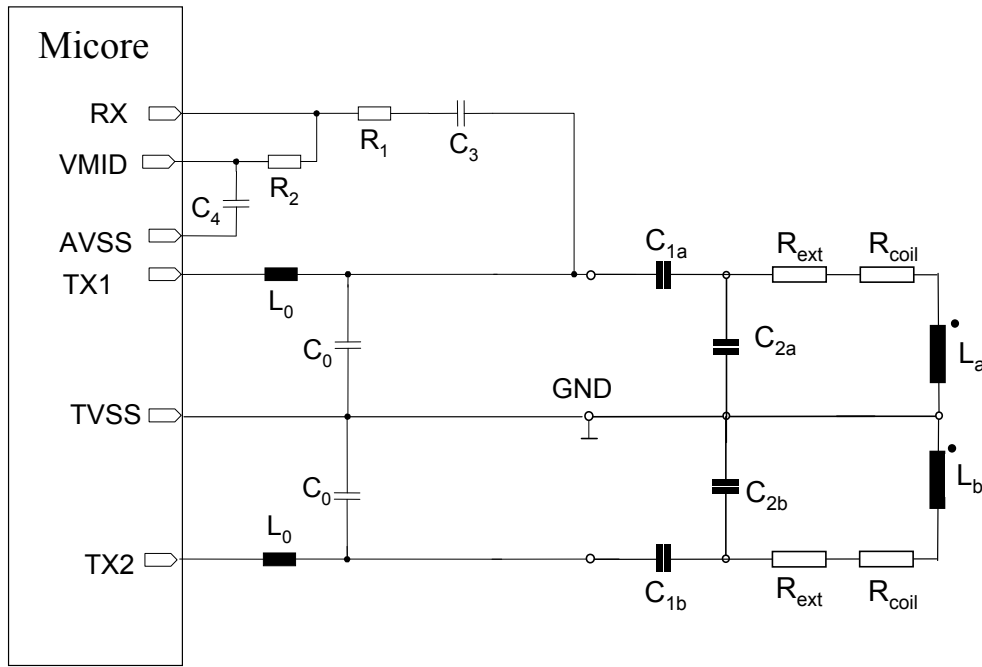 Micore
RX
R1
C3
VMID
R2
C4
AVSS
TX1
L0
C1a
Rext
Rcoil
C0
C2a
La
GND
TVSS
C0
C2b
Lb
L0
TX2
C1b
Rext
Rcoil